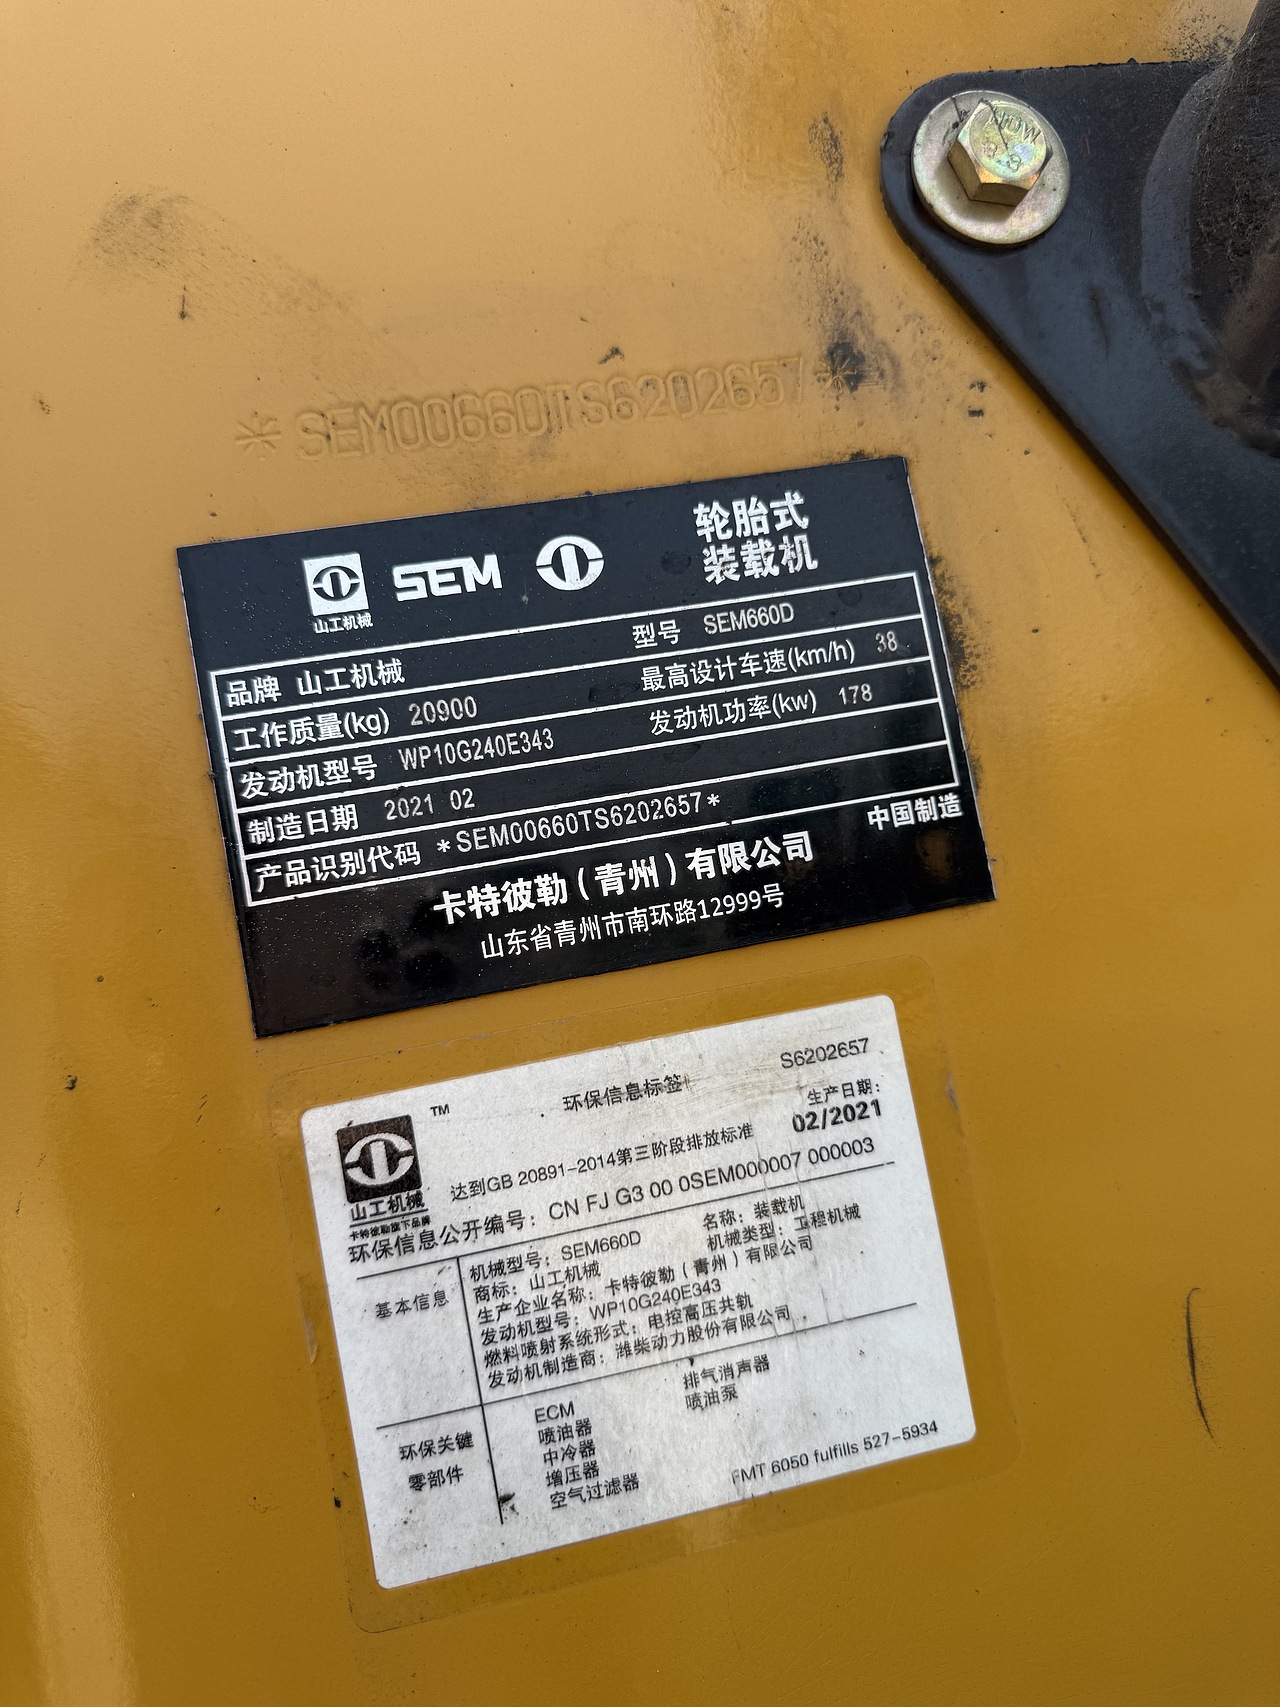 NDW
8.8
*SEM00660TS6202657*
山工机械
SEM
轮胎式
装载机
品牌 山工机械 型号 SEM660D
工作质量(kg) 20900 最高设计车速(km/h) 38
发动机型号 WP10G240E343 发动机功率(kw) 178
制造日期 2021 02
产品识别代码 *SEM00660TS6202657*
中国制造
卡特彼勒(青州)有限公司
山东省青州市南环路12999号
S6202657
环保信息标签
TM
生产日期:
02/2021
山工机械
卡特彼勒旗下品牌
达到GB 20891-2014第三阶段排放标准
环保信息公开编号: CN FJ G3 00 0SEM000007 000003
基本信息
机械型号: SEM660D 名称: 装载机
商标: 山工机械 机械类型: 工程机械
生产企业名称: 卡特彼勒(青州)有限公司
发动机型号: WP10G240E343
燃料喷射系统形式: 电控高压共轨
发动机制造商: 潍柴动力股份有限公司
环保关键
零部件
ECM 排气消声器
喷油器 喷油泵
中冷器
增压器
空气过滤器
FMT 6050 fulfills 527-5934